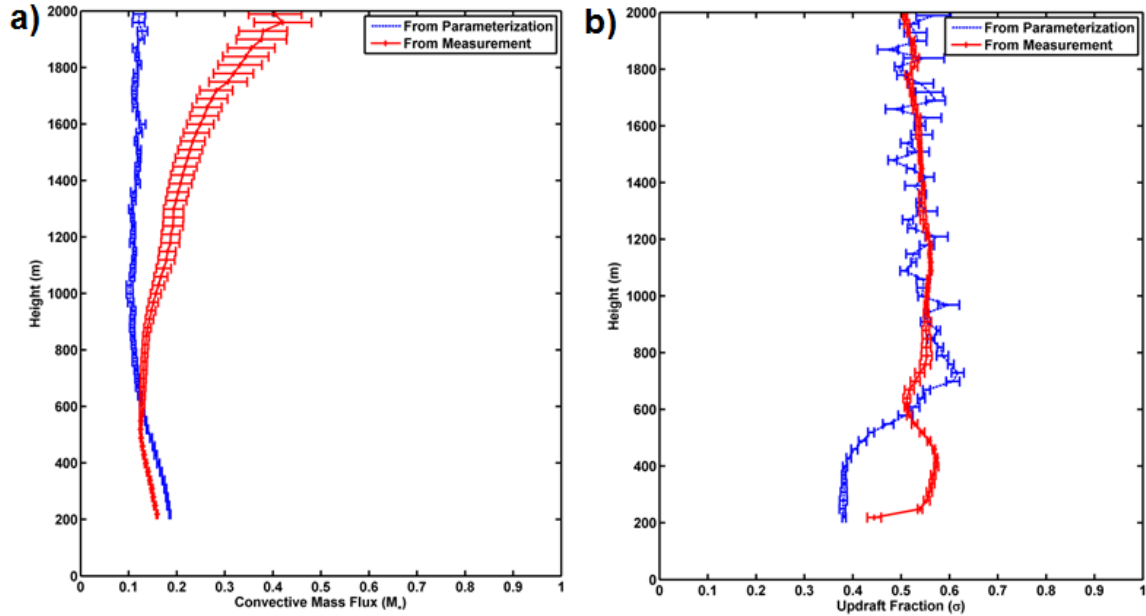 a)
From Parameterization
From Measurement
2000
1800
1600
1400
1200
1000
800
600
400
200
0
Height (m)
0 0.1 0.2 0.3 0.4 0.5 0.6 0.7 0.8 0.9 1
Convective Mass Flux (M*)
b)
From Parameterization
From Measurement
2000
1800
1600
1400
1200
1000
800
600
400
200
0
Height (m)
0 0.1 0.2 0.3 0.4 0.5 0.6 0.7 0.8 0.9 1
Updraft Fraction (σ)